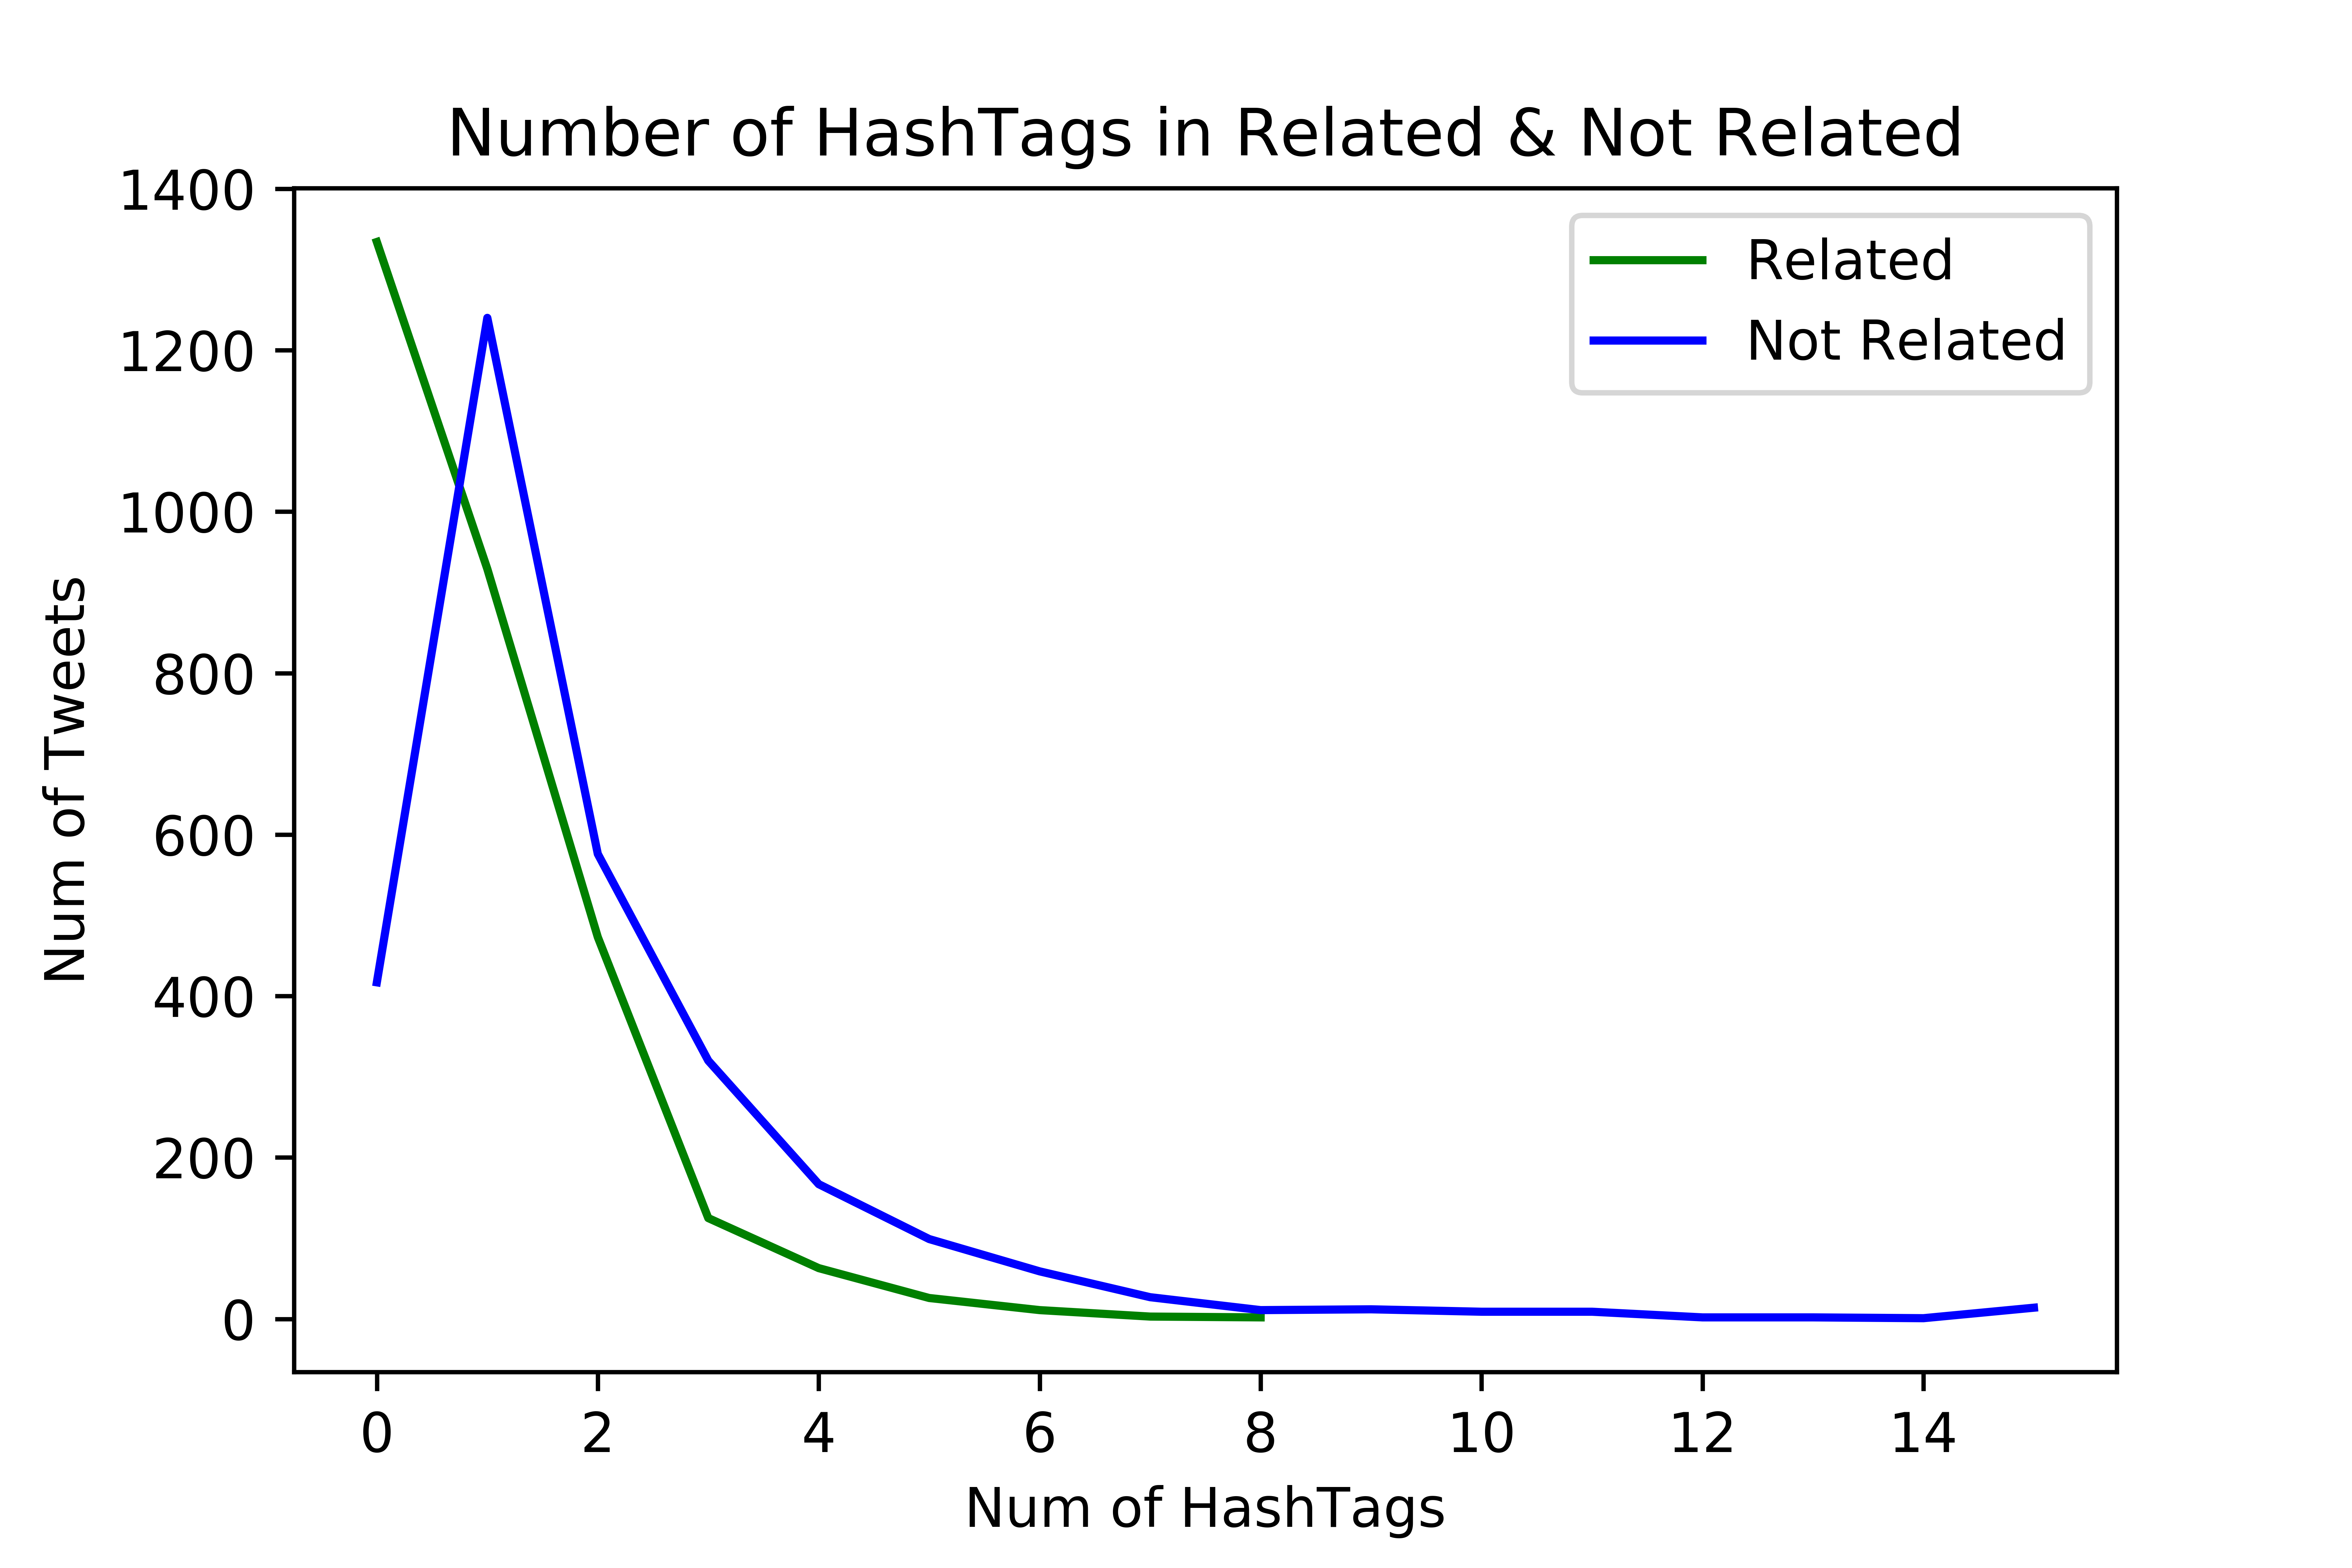 Number of HashTags in Related & Not Related
1400
1200
1000
800
600
400
200
0
Num of Tweets
Related
Not Related
0 2 4 6 8 10 12 14
Num of HashTags